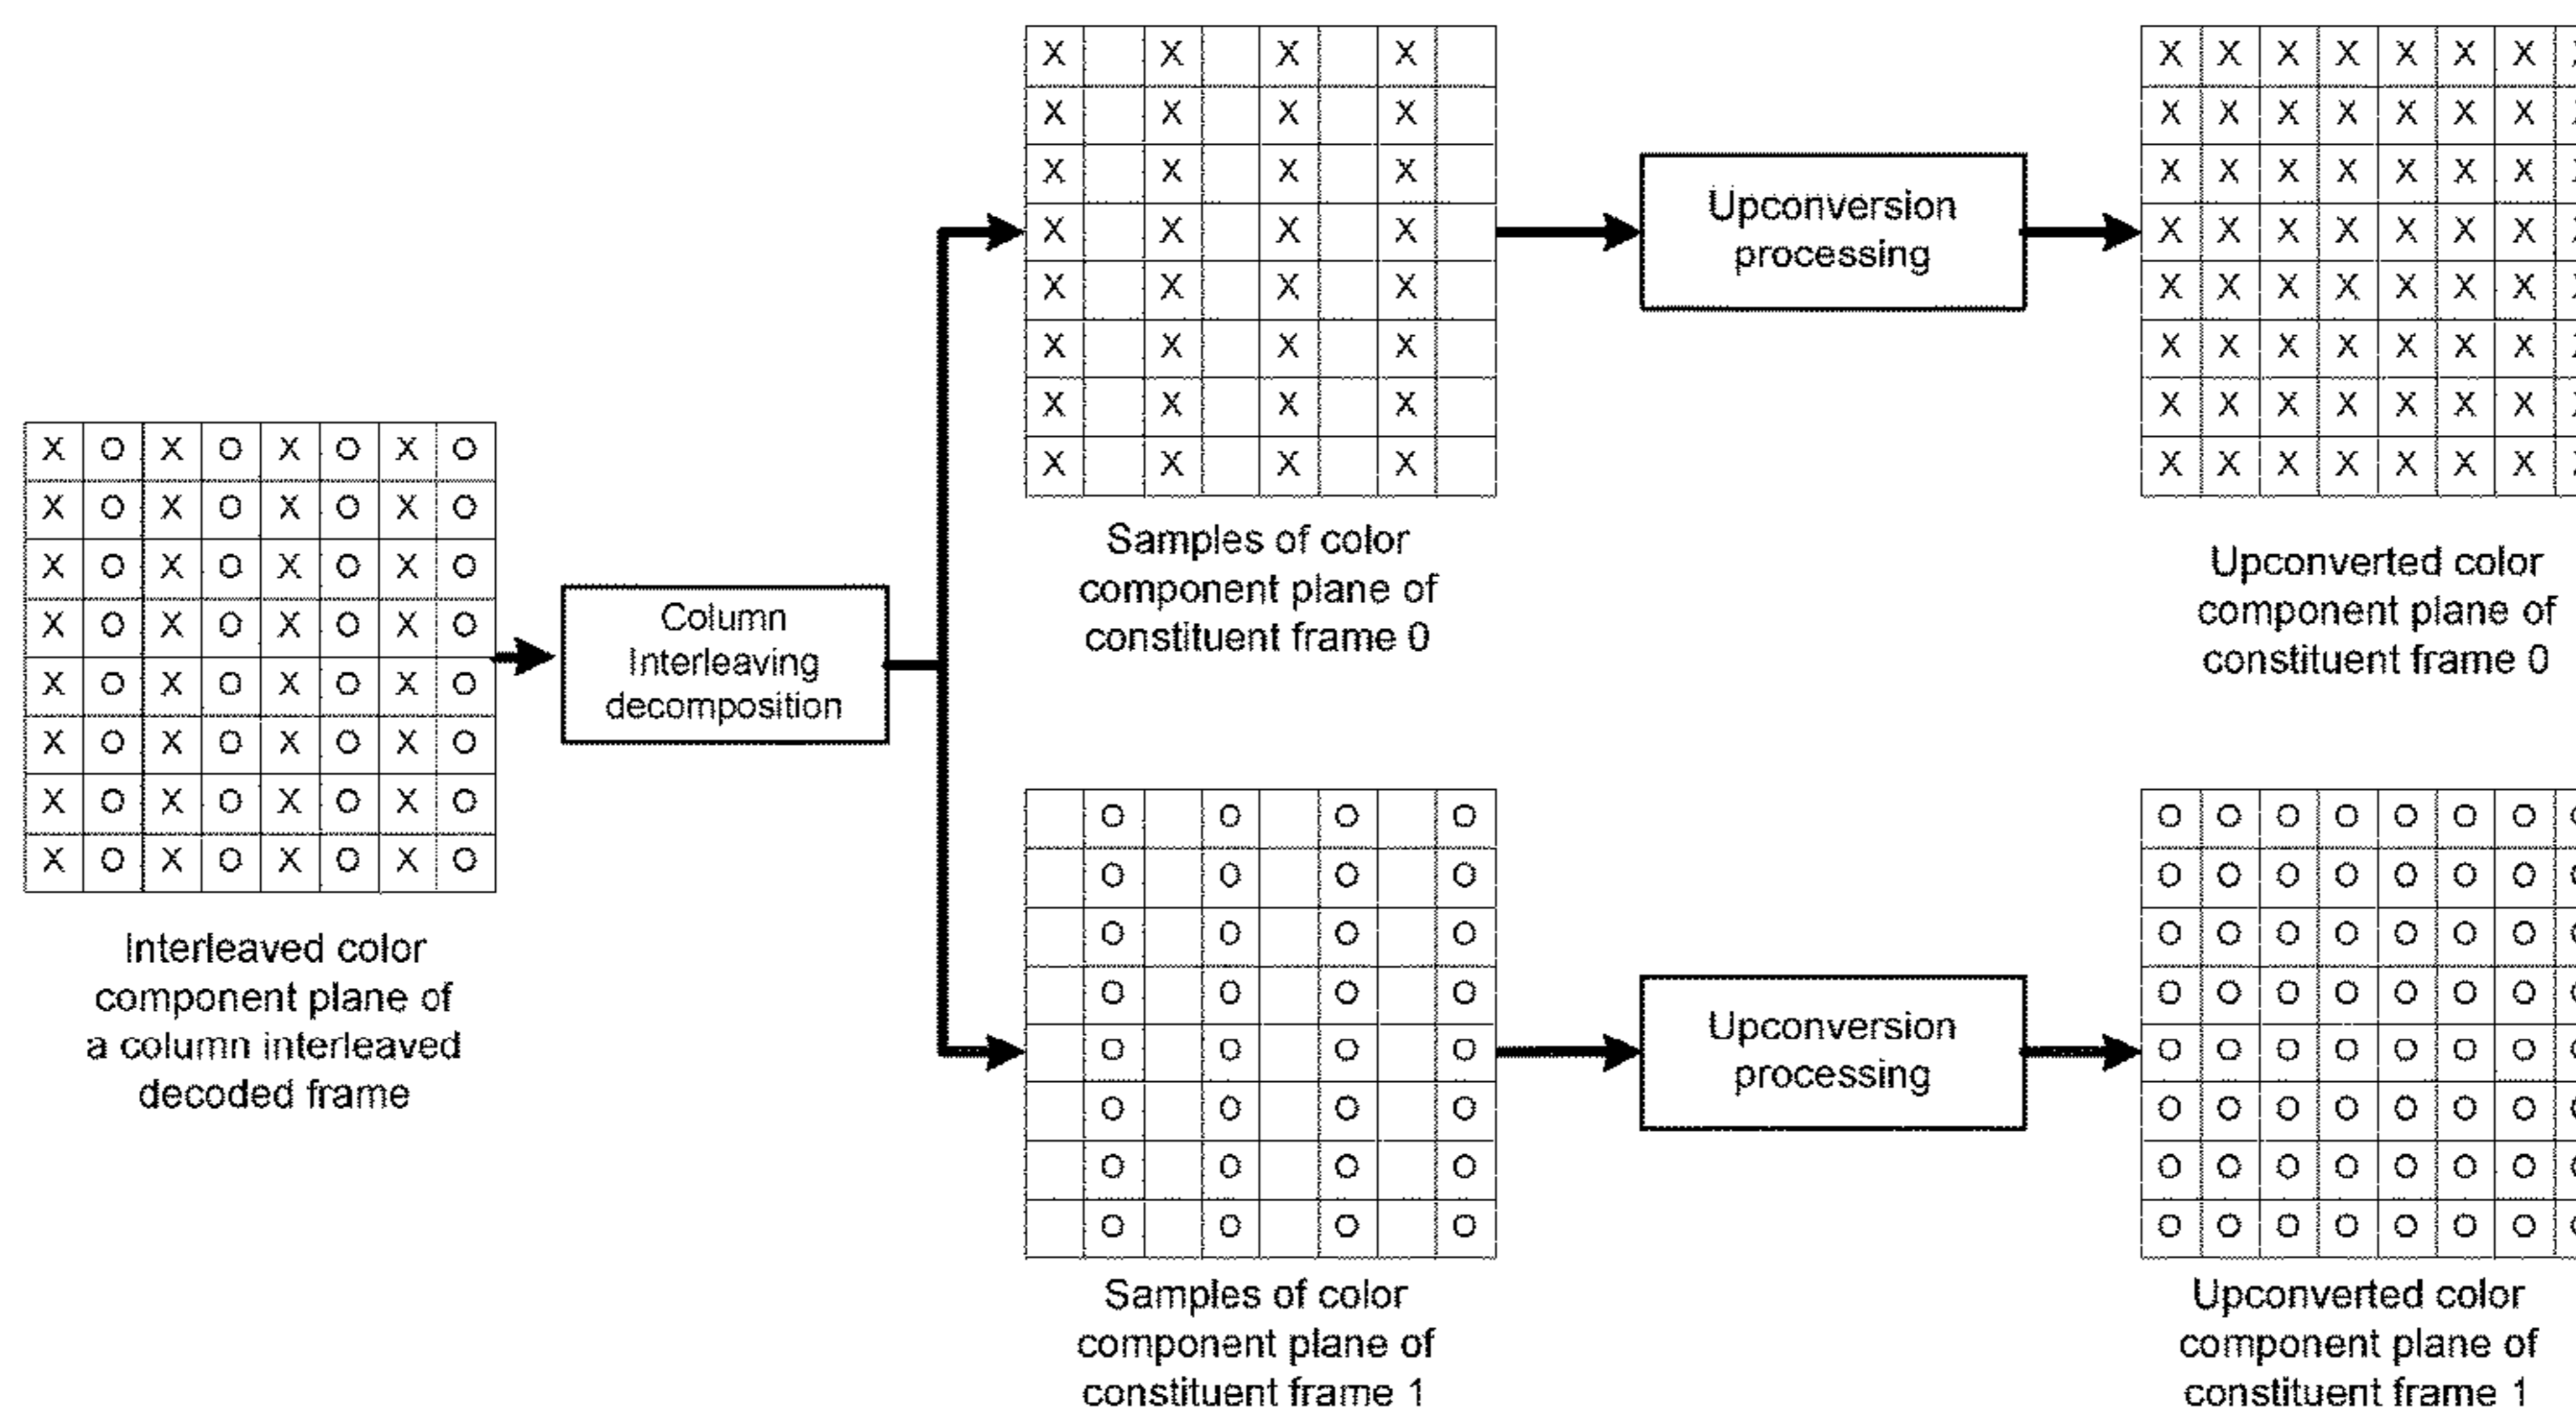 X O X O X O X O
X O X O X O X O
X O X O X O X O
X O X O X O X O
X O X O X O X O
X O X O X O X O
X O X O X O X O
X O X O X O X O
Interleaved color
component plane of
a column interleaved
decoded frame
Column
Interleaving
decomposition
X X X X
X X X X
X X X X
X X X X
X X X X
X X X X
X X X X
X X X X
Samples of color
component plane of
constituent frame 0
Upconversion
processing
X X X X X X X
X X X X X X X
X X X X X X X
X X X X X X X
X X X X X X X
X X X X X X X
X X X X X X X
X X X X X X X
Upconverted color
component plane of
constituent frame 0
O O O O
O O O O
O O O O
O O O O
O O O O
O O O O
O O O O
O O O O
Samples of color
component plane of
constituent frame 1
Upconversion
processing
O O O O O O O
O O O O O O O
O O O O O O O
O O O O O O O
O O O O O O O
O O O O O O O
O O O O O O O
O O O O O O O
Upconverted color
component plane of
constituent frame 1